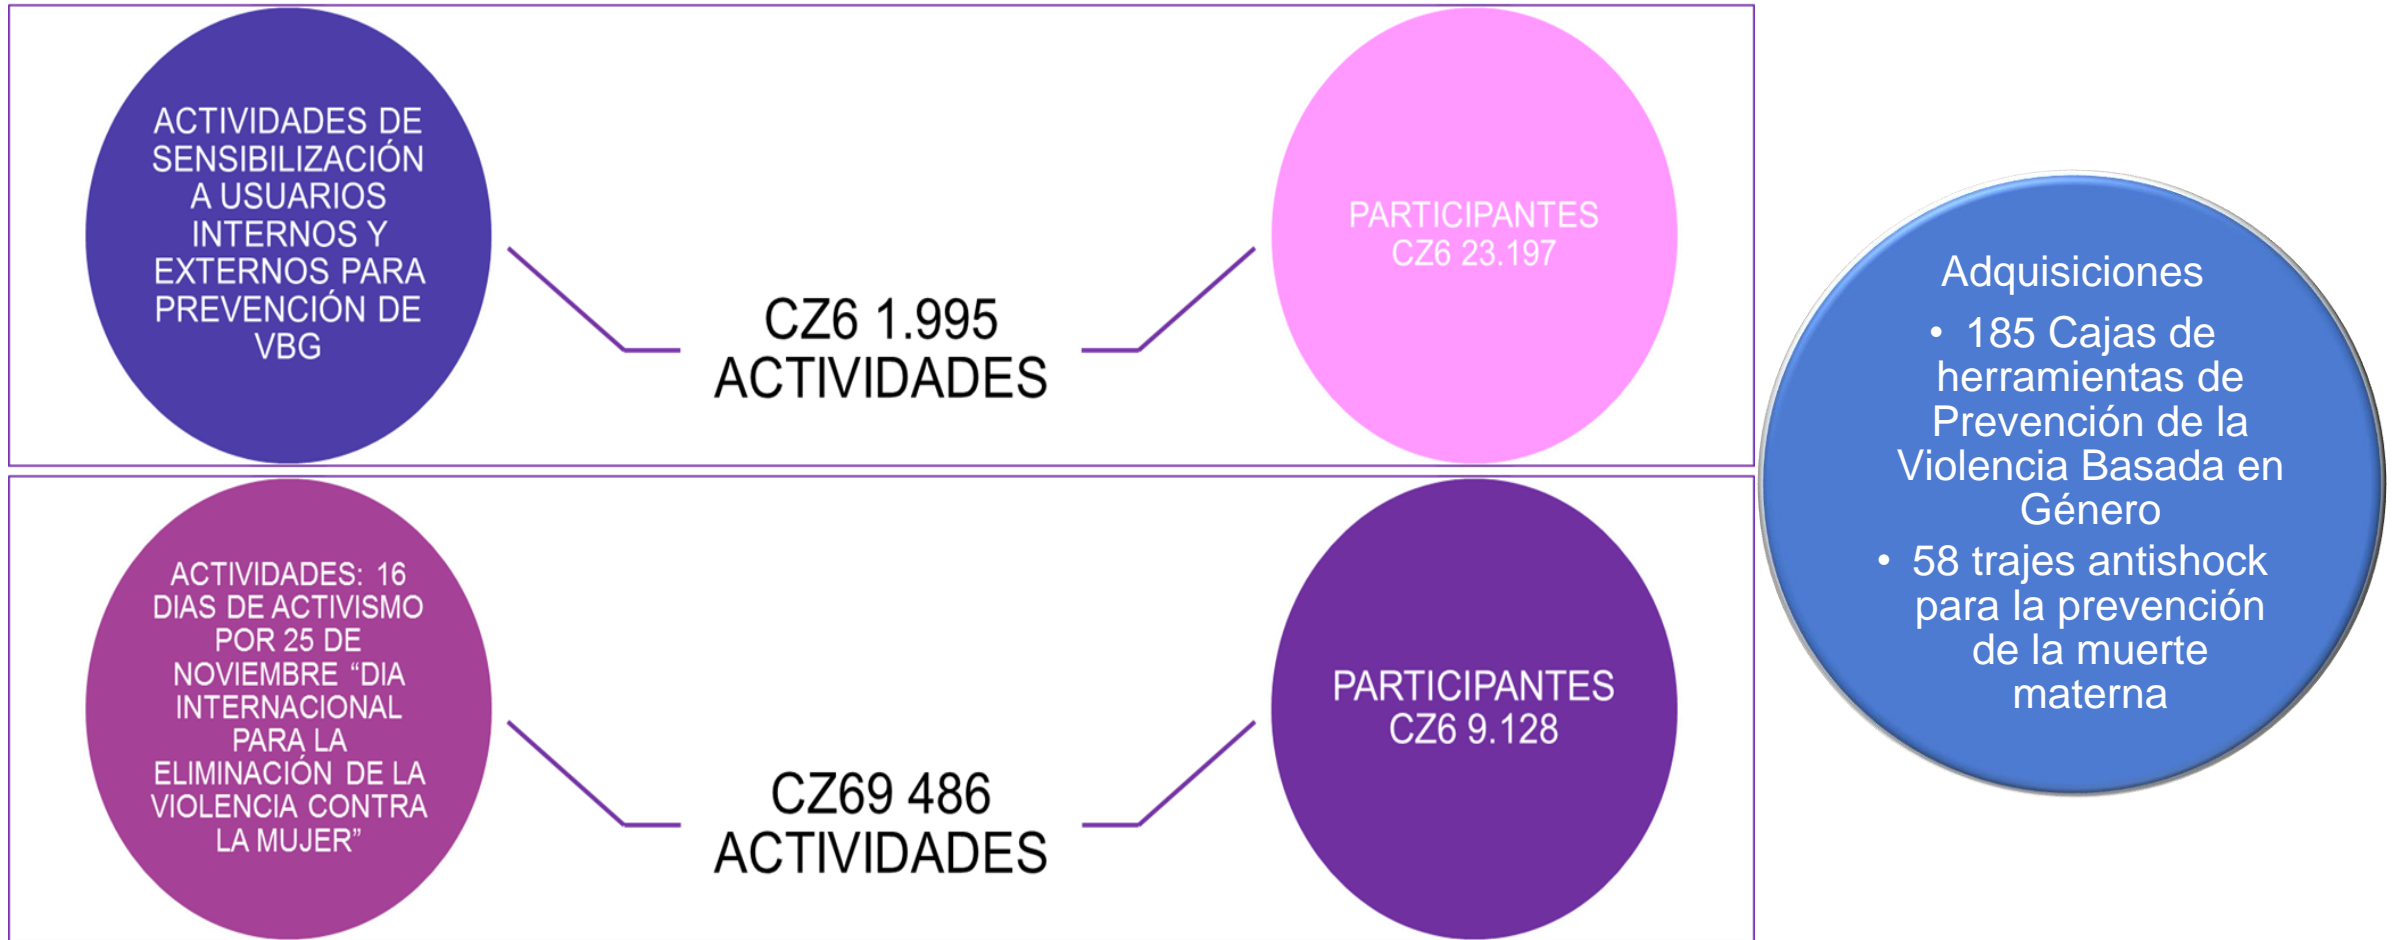 ACTIVIDADES DE
SENSIBILIZACIÓN
A USUARIOS
INTERNOS Y
EXTERNOS PARA
PREVENCIÓN DE
VBG
CZ6 1.995
ACTIVIDADES
PARTICIPANTES
CZ6 23.197
ACTIVIDADES: 16
DIAS DE ACTIVISMO
POR 25 DE
NOVIEMBRE “DIA
INTERNACIONAL
PARA LA
ELIMINACIÓN DE LA
VIOLENCIA CONTRA
LA MUJER”
CZ69 486
ACTIVIDADES
PARTICIPANTES
CZ6 9.128
Adquisiciones
• 185 Cajas de
herramientas de
Prevención de la
Violencia Basada en
Género
• 58 trajes antishock
para la prevención
de la muerte
materna